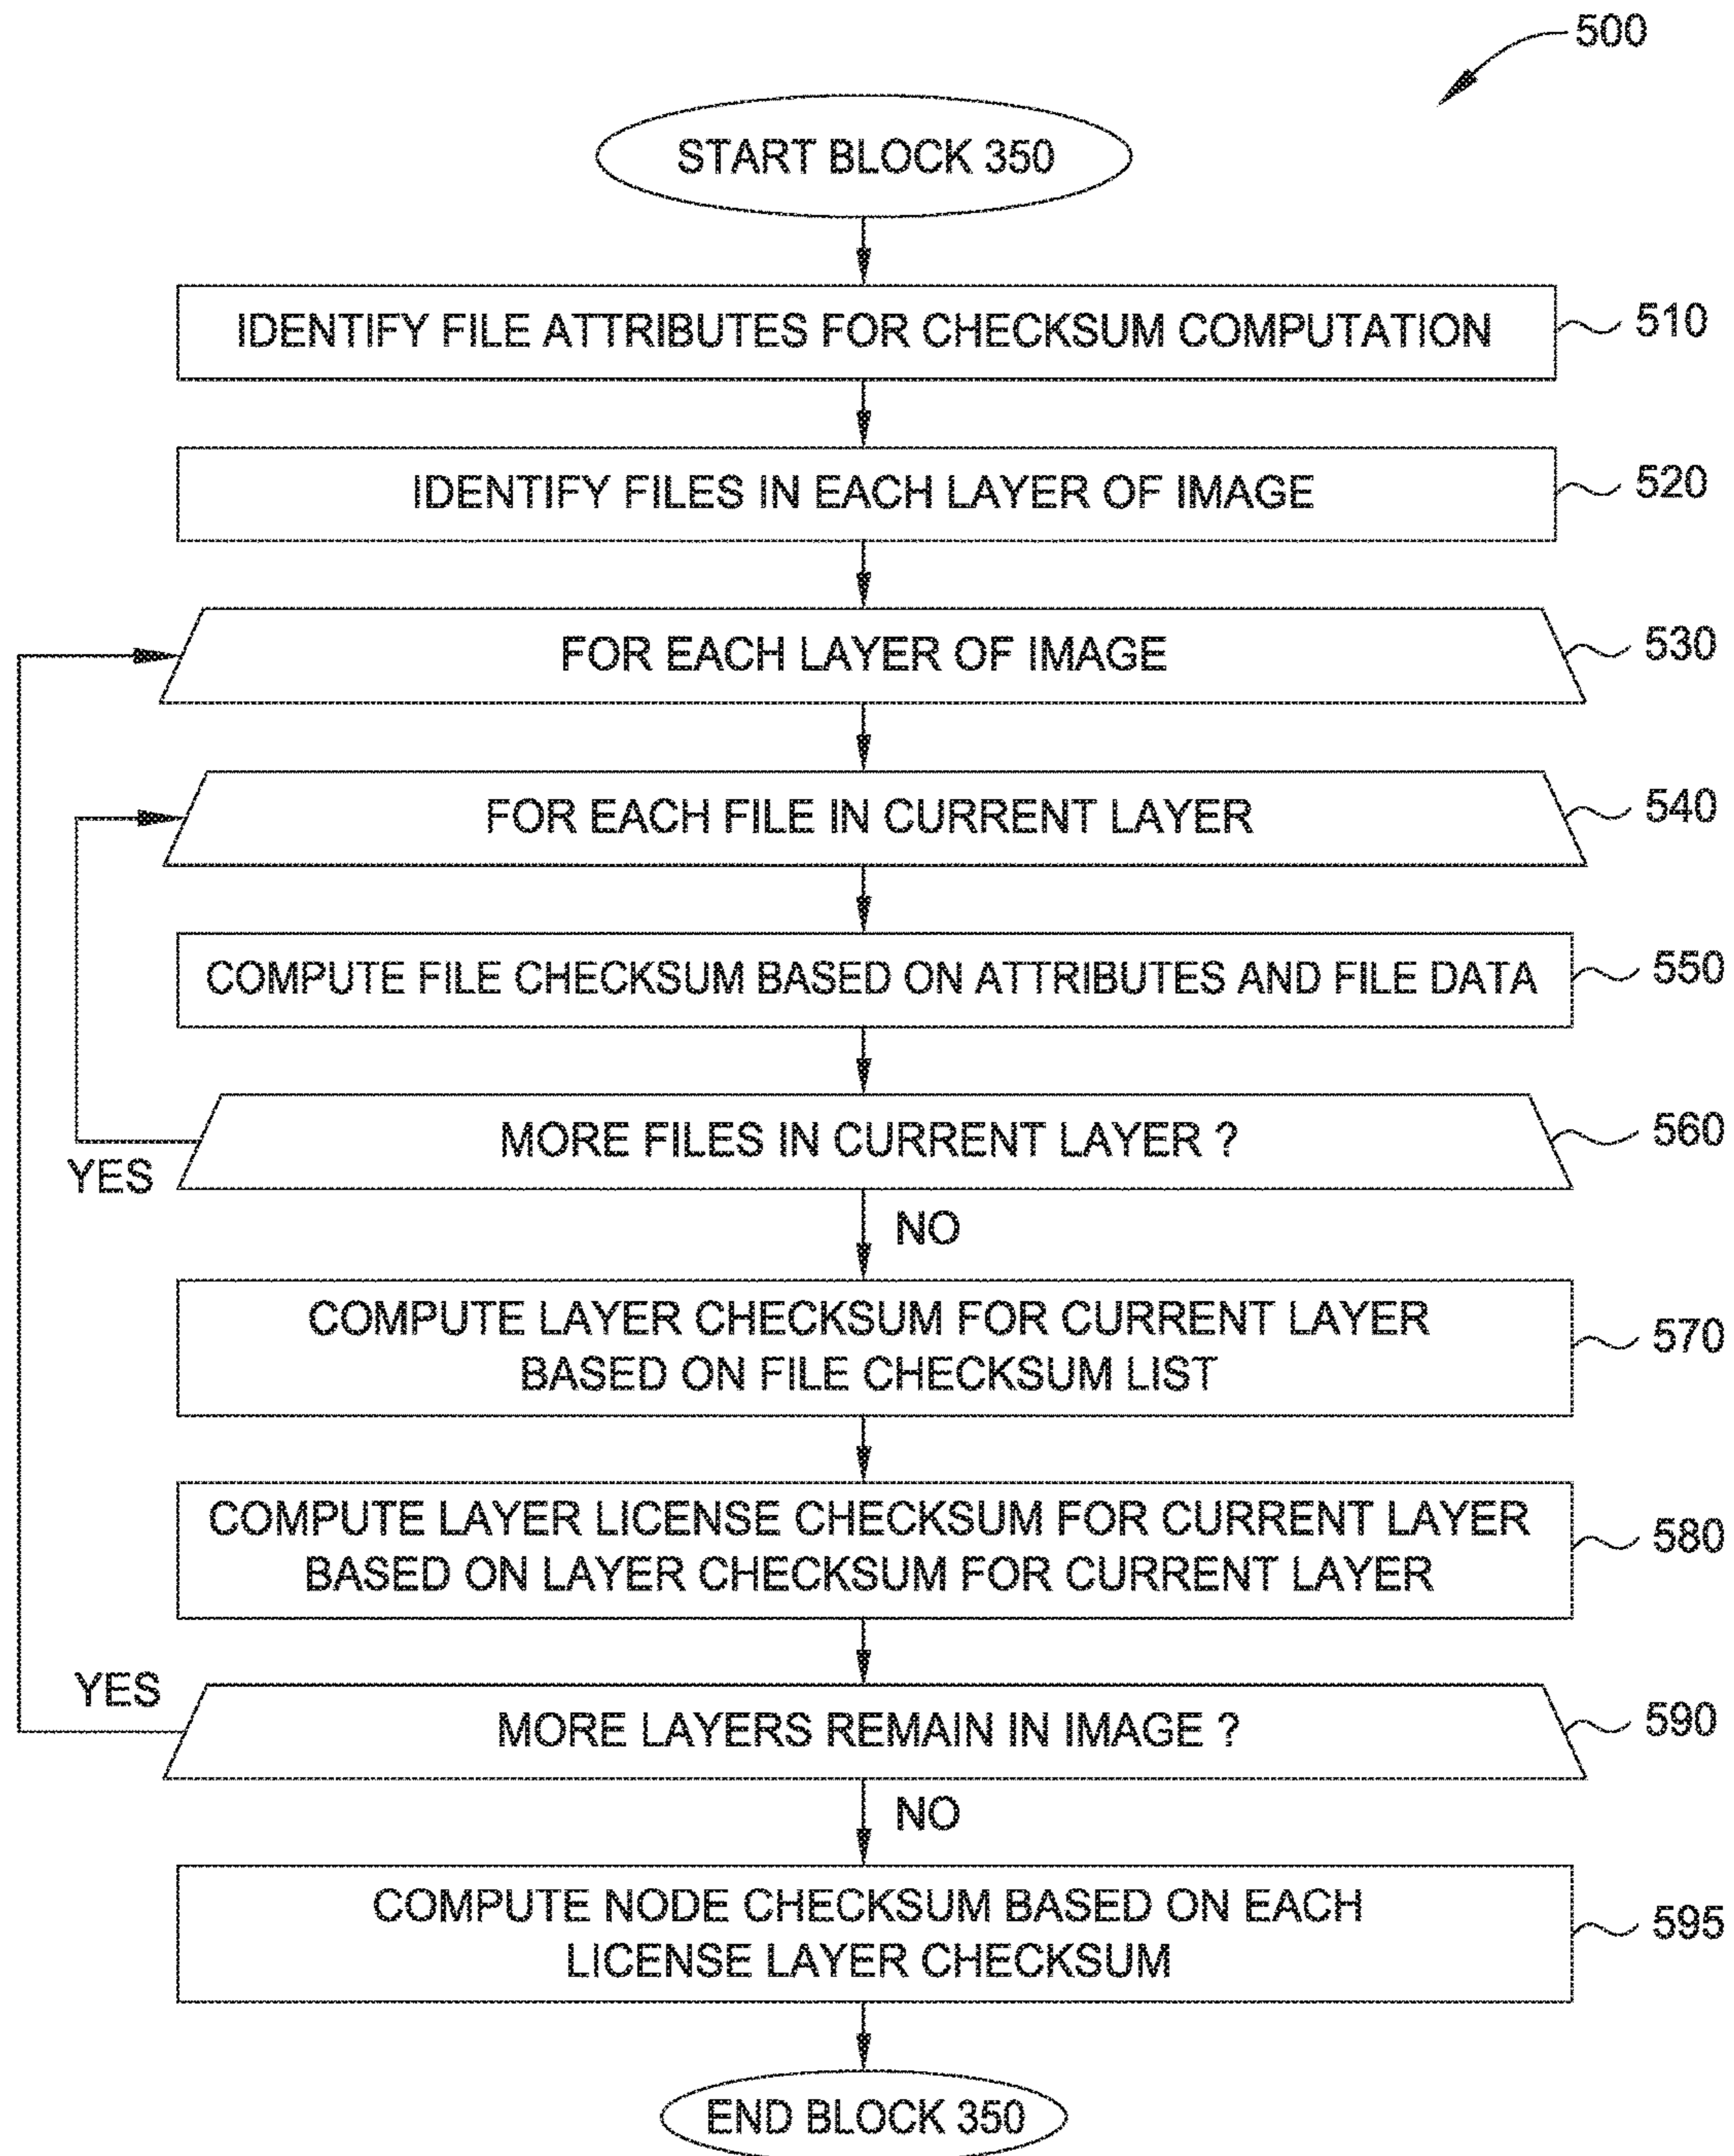 500
START BLOCK 350
IDENTIFY FILE ATTRIBUTES FOR CHECKSUM COMPUTATION
510
IDENTIFY FILES IN EACH LAYER OF IMAGE
520
FOR EACH LAYER OF IMAGE
530
FOR EACH FILE IN CURRENT LAYER
540
COMPUTE FILE CHECKSUM BASED ON ATTRIBUTES AND FILE DATA
550
MORE FILES IN CURRENT LAYER ?
560
YES
NO
COMPUTE LAYER CHECKSUM FOR CURRENT LAYER
BASED ON FILE CHECKSUM LIST
570
COMPUTE LAYER LICENSE CHECKSUM FOR CURRENT LAYER
BASED ON LAYER CHECKSUM FOR CURRENT LAYER
580
YES
MORE LAYERS REMAIN IN IMAGE ?
590
NO
COMPUTE NODE CHECKSUM BASED ON EACH
LICENSE LAYER CHECKSUM
595
END BLOCK 350